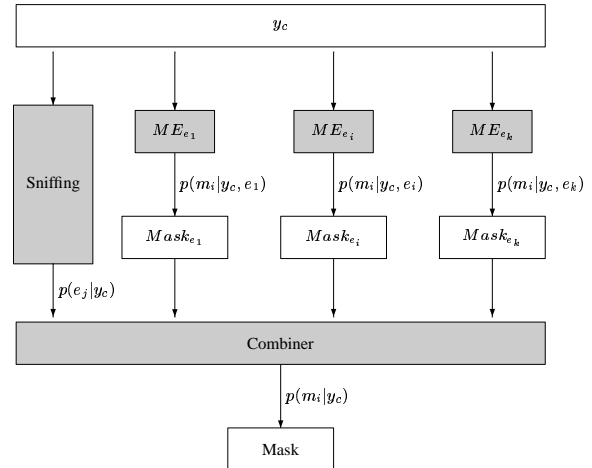 y_c
ME_{e_1} ME_{e_i} ME_{e_k}
Sniffing
p(m_i|y_c, e_1) p(m_i|y_c, e_i) p(m_i|y_c, e_k)
Mask_{e_1} Mask_{e_i} Mask_{e_k}
p(e_j|y_c)
Combiner
p(m_i|y_c)
Mask